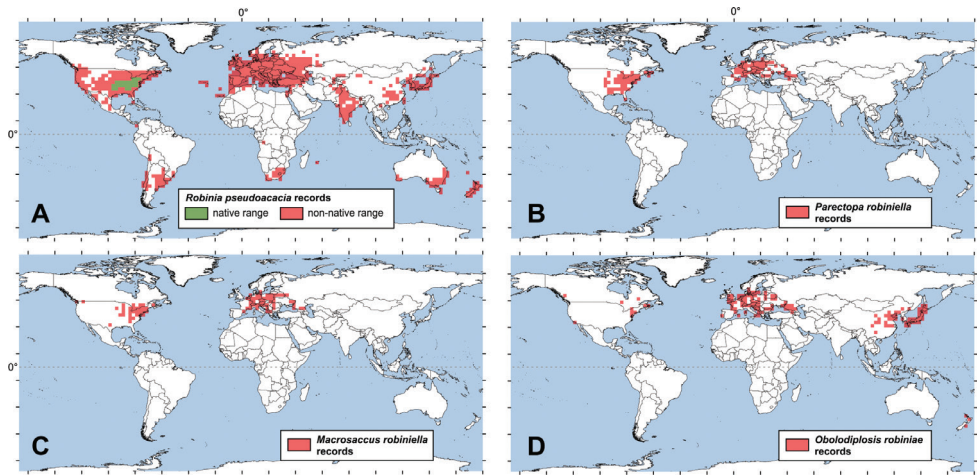 0°
0°
0°
A
Robinia pseudoacacia records
native range non-native range
B
Parectopa robiniella
records
0°
C
Macrosaccus robiniella
records
D
Obolodiplosis robiniae
records